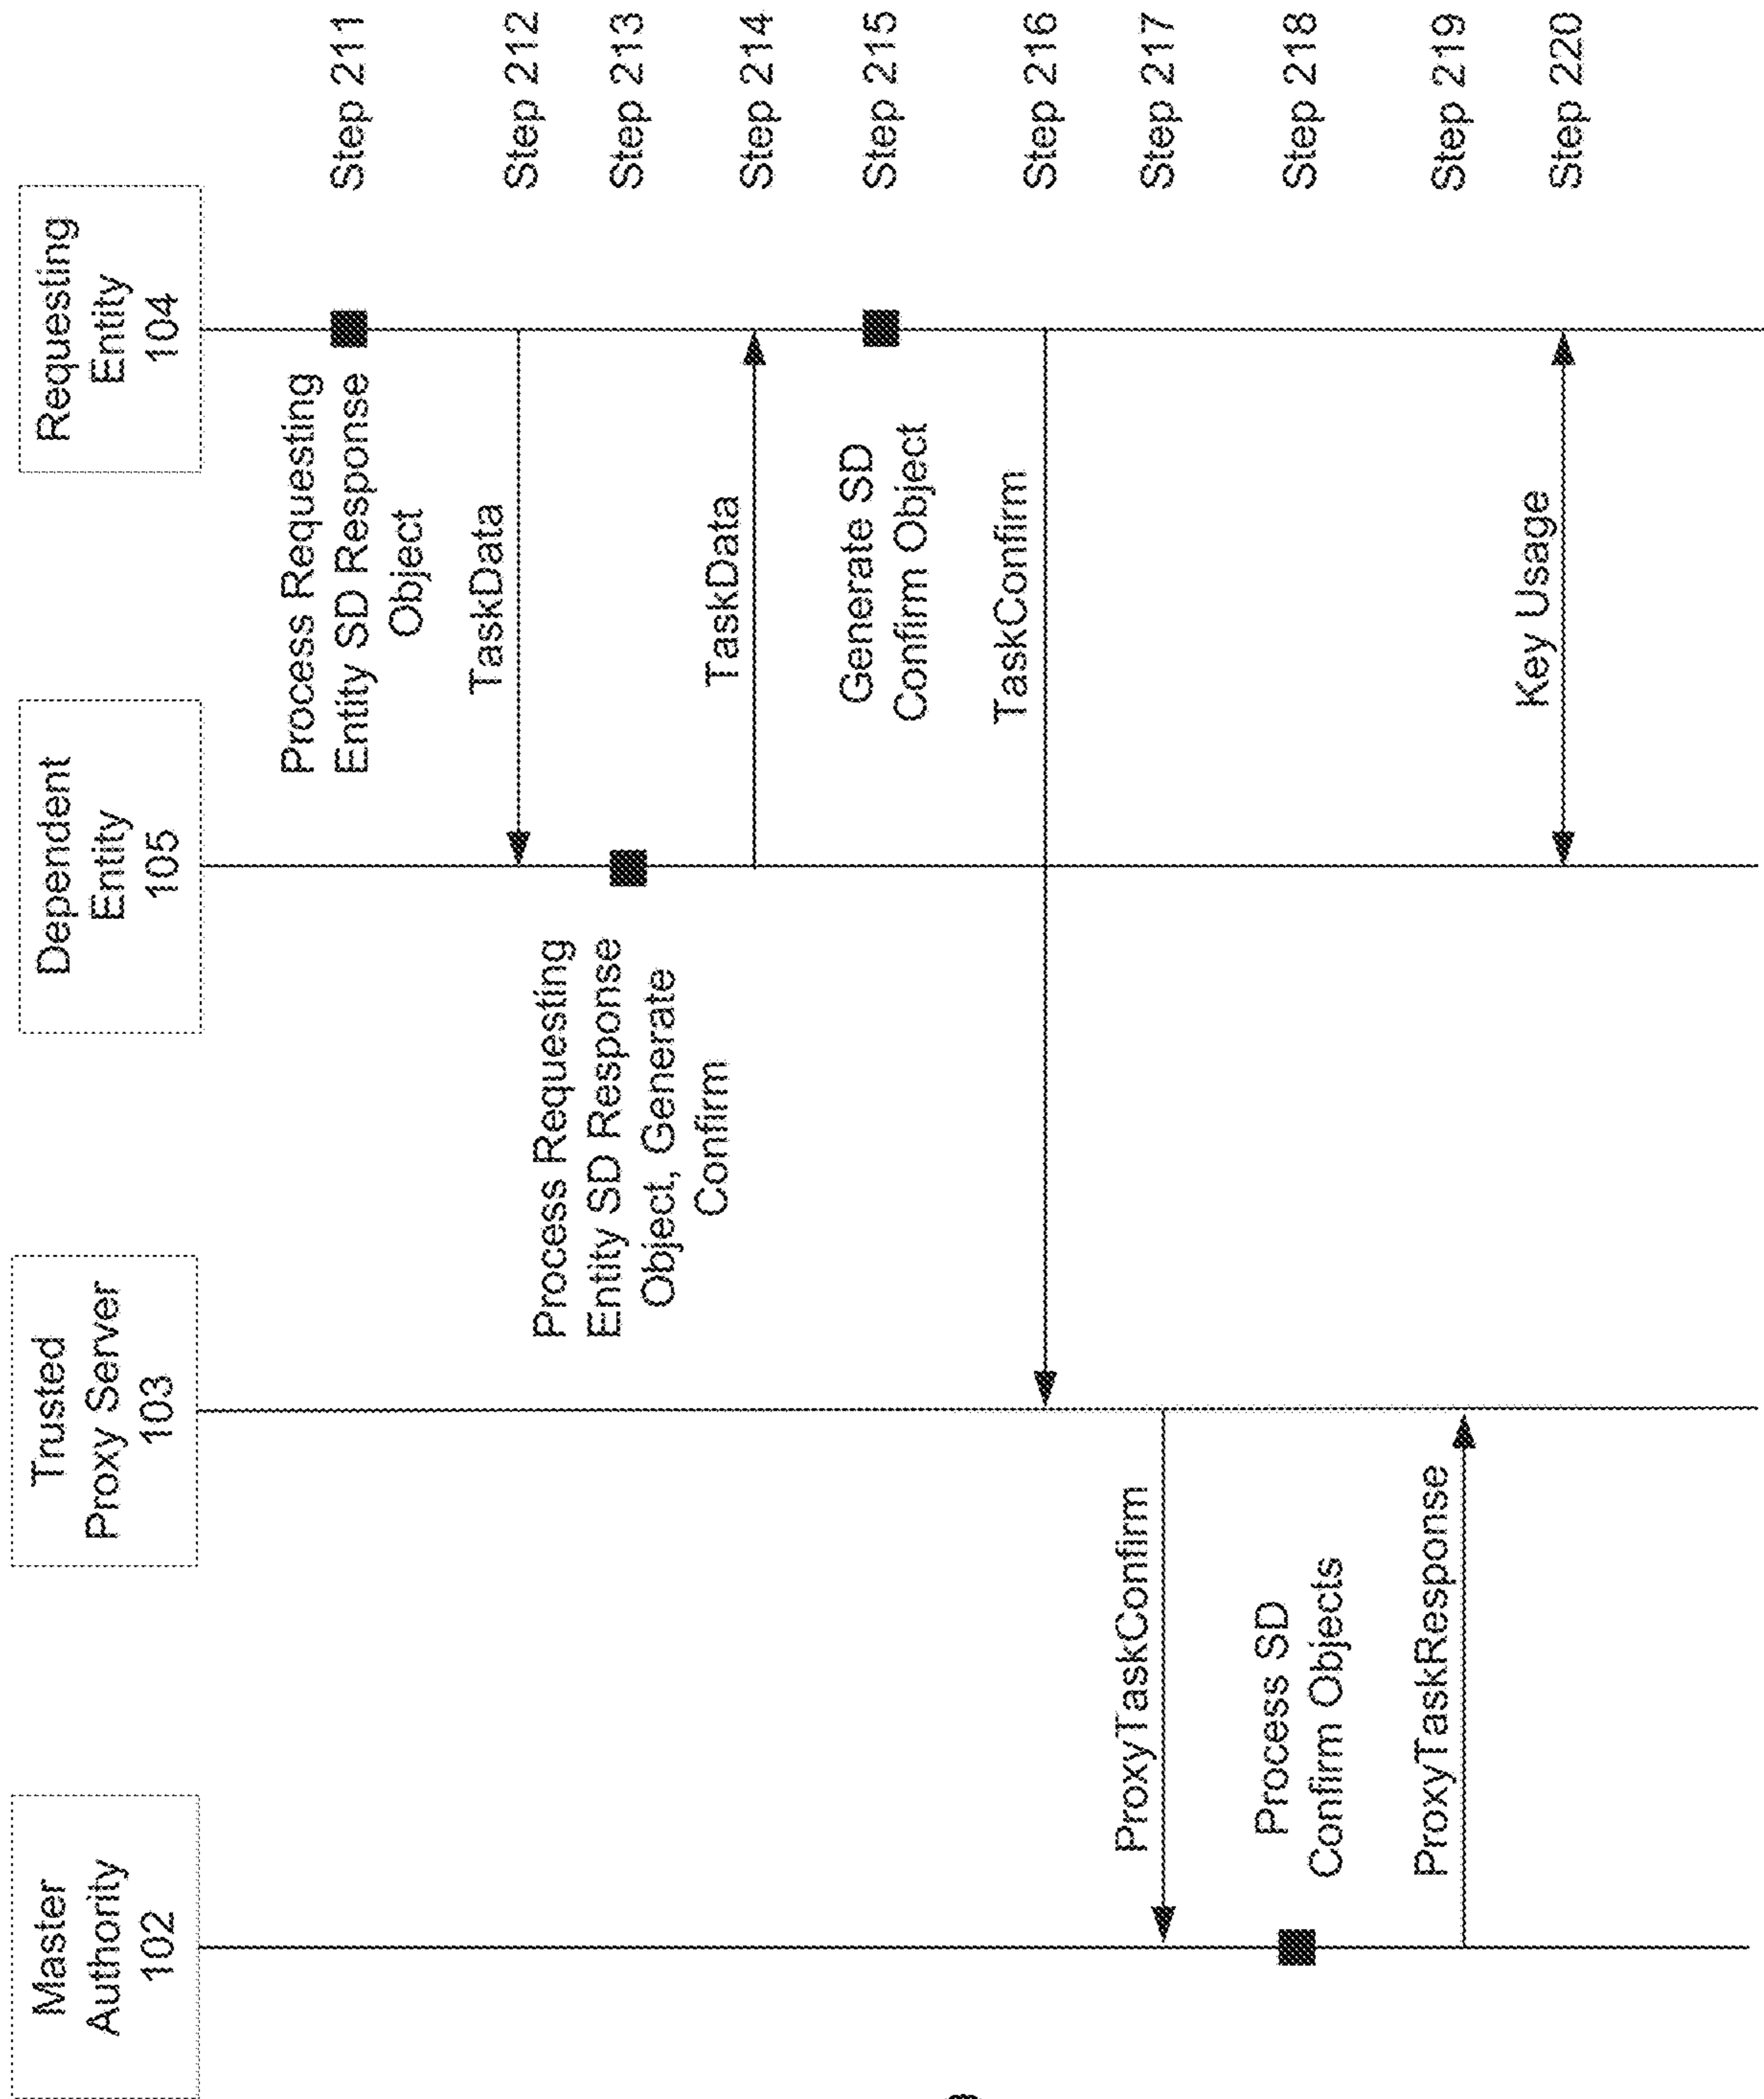 Master
Authority
102
Trusted
Proxy Server
103
Dependent
Entity
105
Requesting
Entity
104
Process Requesting
Entity SD Response
Object
Step 211
TaskData
Step 212
Process Requesting
Entity SD Response
Object, Generate
Confirm
Step 213
TaskData
Step 214
Generate SD
Confirm Object
Step 215
TaskConfirm
Step 216
ProxyTaskConfirm
Step 217
Process SD
Confirm Objects
Step 218
ProxyTaskResponse
Step 219
Key Usage
Step 220